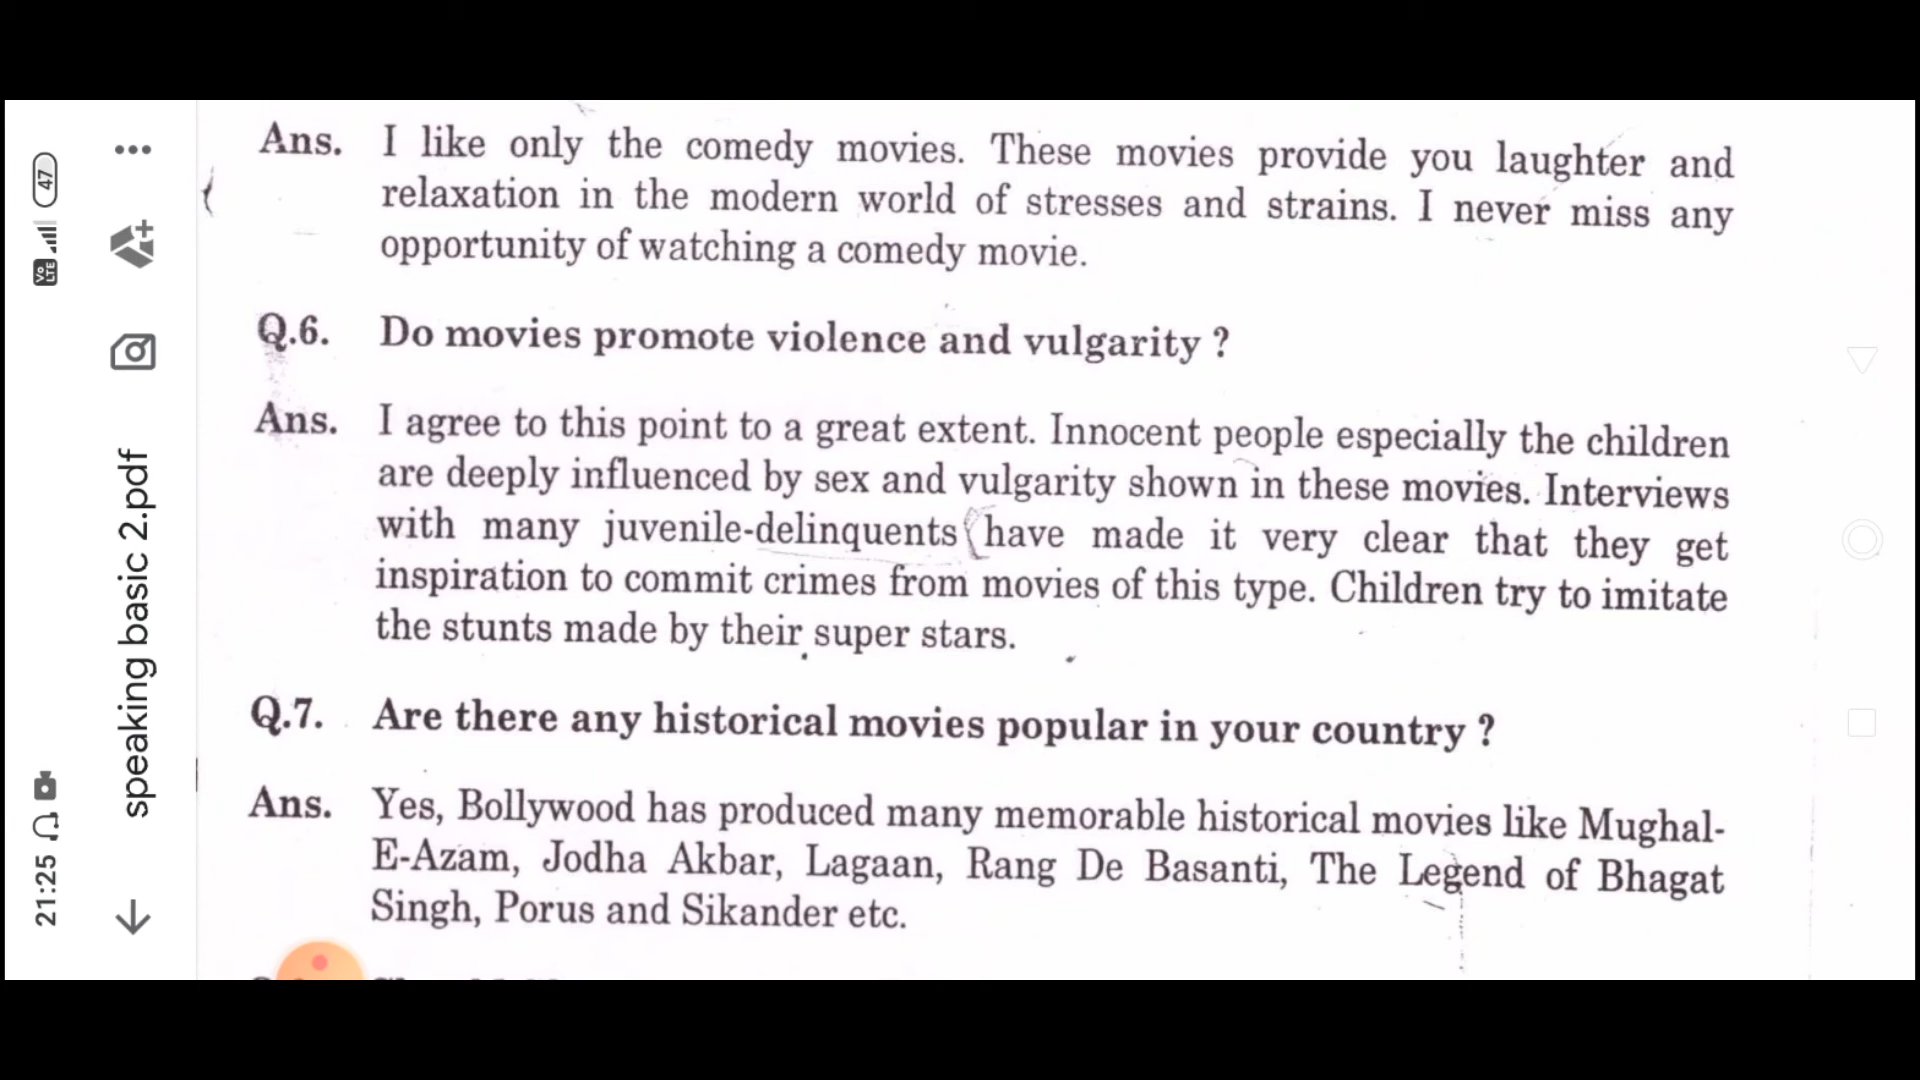 Ans. I like only the comedy movies. These movies provide you laughter and
relaxation in the modern world of stresses and strains. I never miss any
opportunity of watching a comedy movie.
Q.6. Do movies promote violence and vulgarity ?
Ans. I agree to this point to a great extent. Innocent people especially the children
are deeply influenced by sex and vulgarity shown in these movies. Interviews
with many juvenile-delinquents have made it very clear that they get
inspiration to commit crimes from movies of this type. Children try to imitate
the stunts made by their super stars.
Q.7. Are there any historical movies popular in your country ?
Ans. Yes, Bollywood has produced many memorable historical movies like Mughal-
E-Azam, Jodha Akbar, Lagaan, Rang De Basanti, The Legend of Bhagat
Singh, Porus and Sikander etc.
21:25
47
Vo LTE
speaking basic 2.pdf